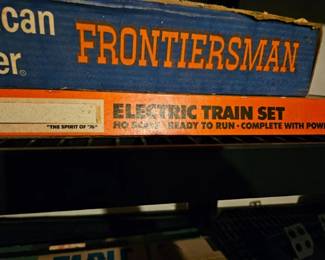 can
FRONTIERSMAN
er®
ELECTRIC TRAIN SET
"THE SPIRIT OF '76"
HO SCALE • READY TO RUN • COMPLETE WITH POW